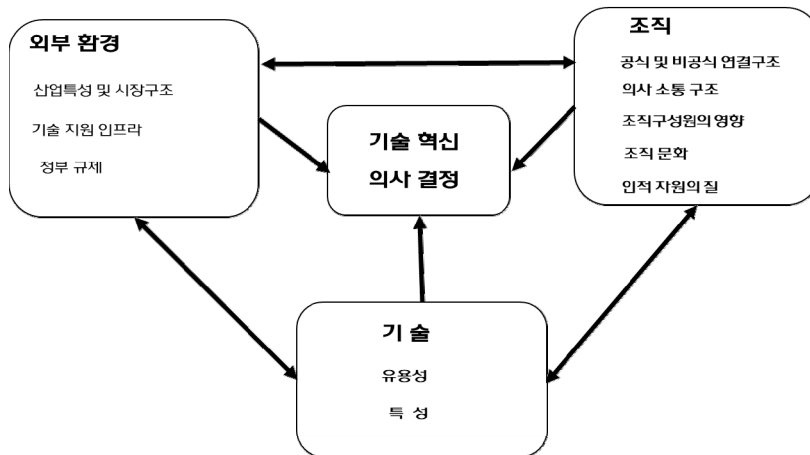 외부 환경
산업특성 및 시장구조
기술 지원 인프라
정부 규제
조직
공식 및 비공식 연결구조
의사 소통 구조
조직구성원의 영향
조직 문화
인적 자원의 질
기술 혁신
의사 결정
기 술
유용성
특 성